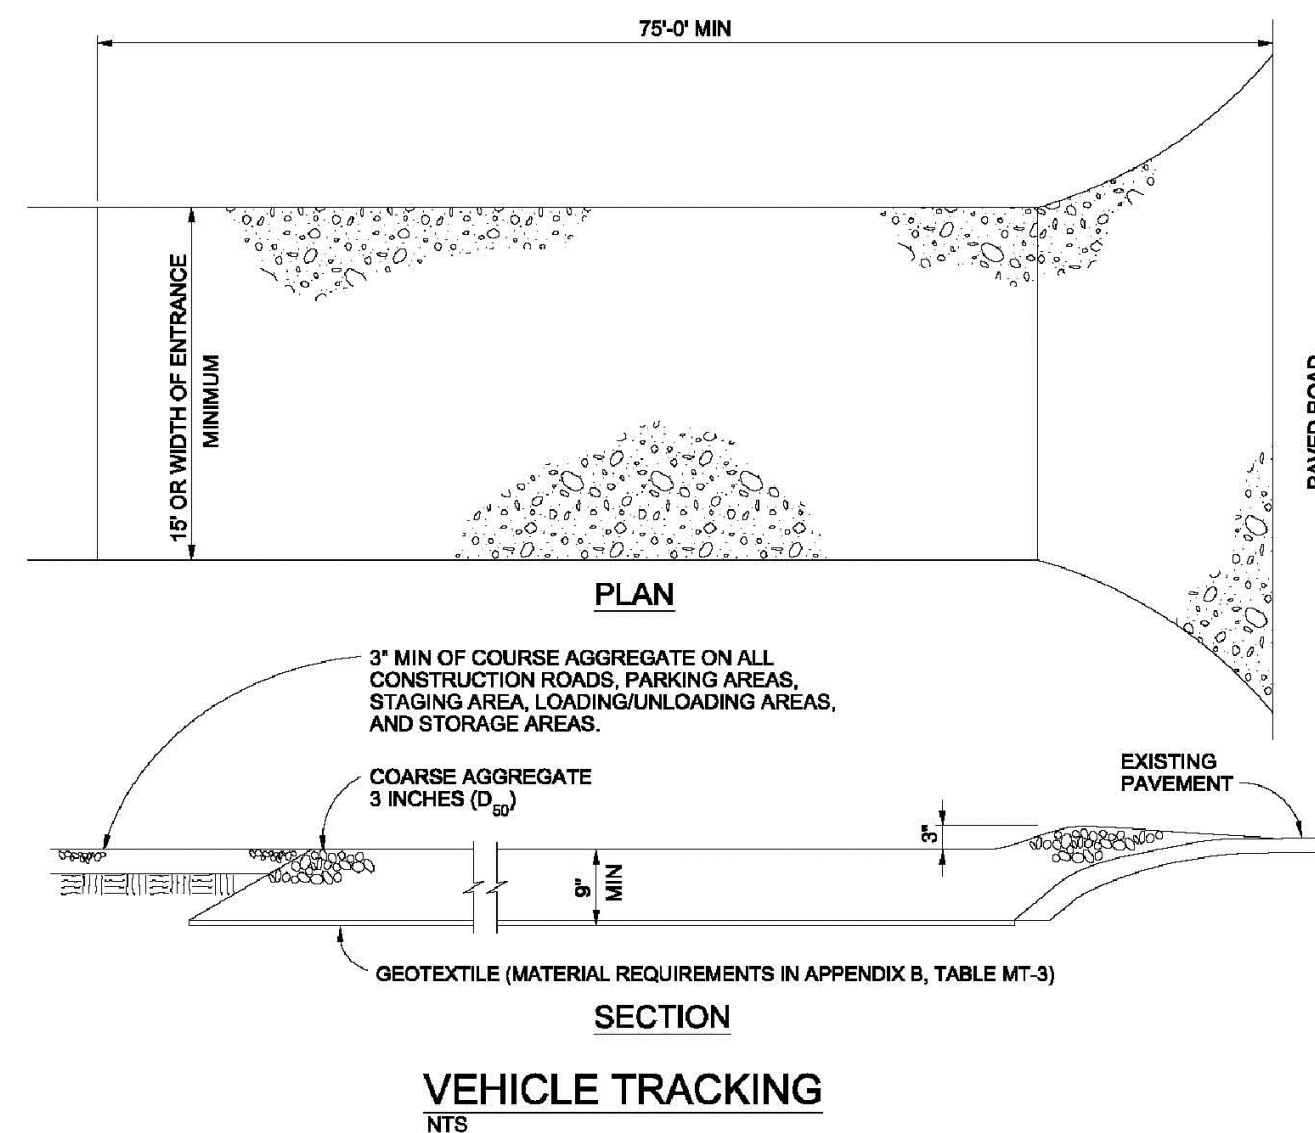 75'-0' MIN
15' OR WIDTH OF ENTRANCE
MINIMUM
PAVED ROAD
PLAN
3" MIN OF COURSE AGGREGATE ON ALL
CONSTRUCTION ROADS, PARKING AREAS,
STAGING AREA, LOADING/UNLOADING AREAS,
AND STORAGE AREAS.
COARSE AGGREGATE
3 INCHES (D50)
EXISTING
PAVEMENT
3"
9"
MIN
GEOTEXTILE (MATERIAL REQUIREMENTS IN APPENDIX B, TABLE MT-3)
SECTION
VEHICLE TRACKING
NTS